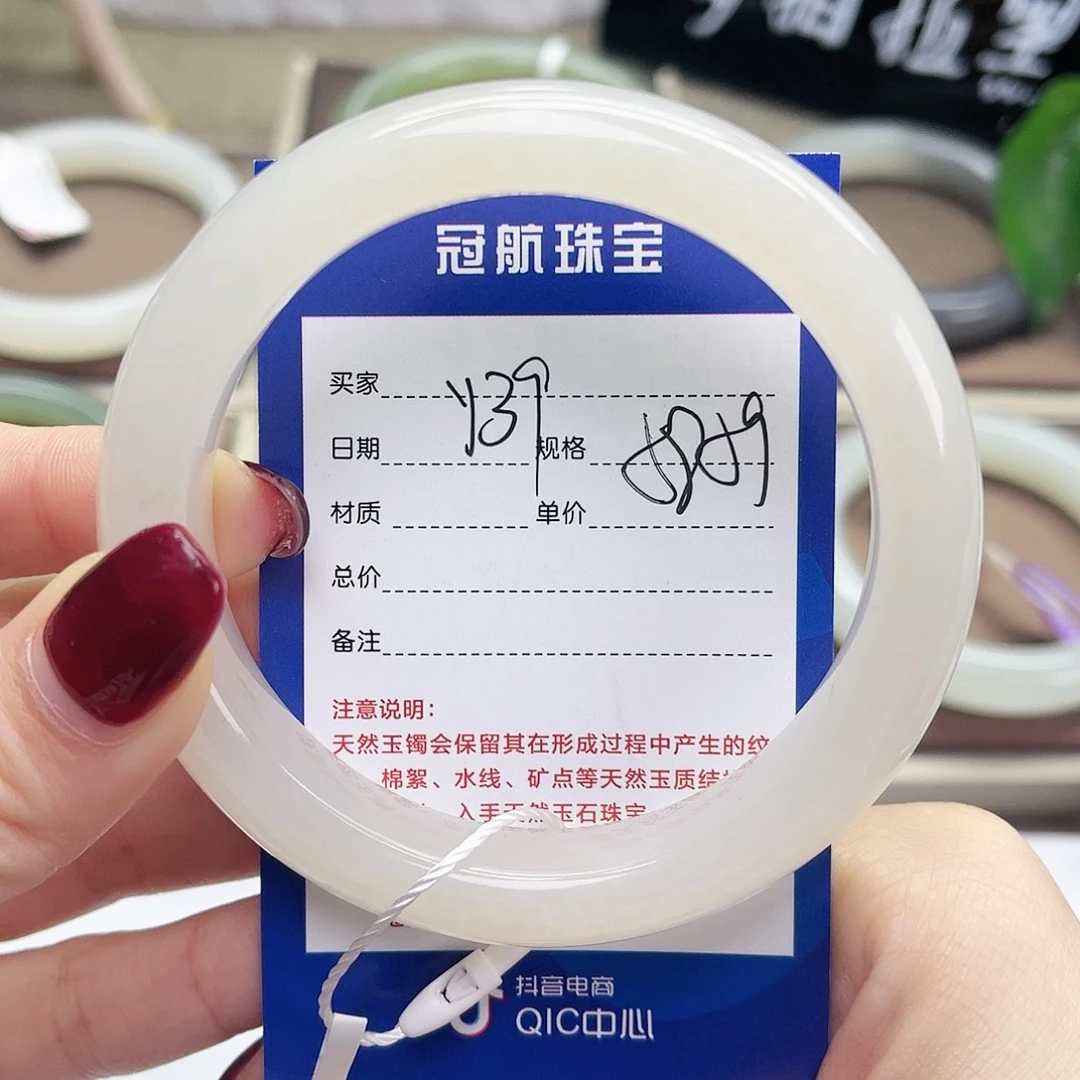 冠航珠宝
买家
Y39
日期 规格
材质 单价
总价
备注
注意说明：
天然玉镯会保留其在形成过程中产生的纹
棉絮、水线、矿点等天然玉质结
入手天然玉石珠宝
抖音电商
QIC中心